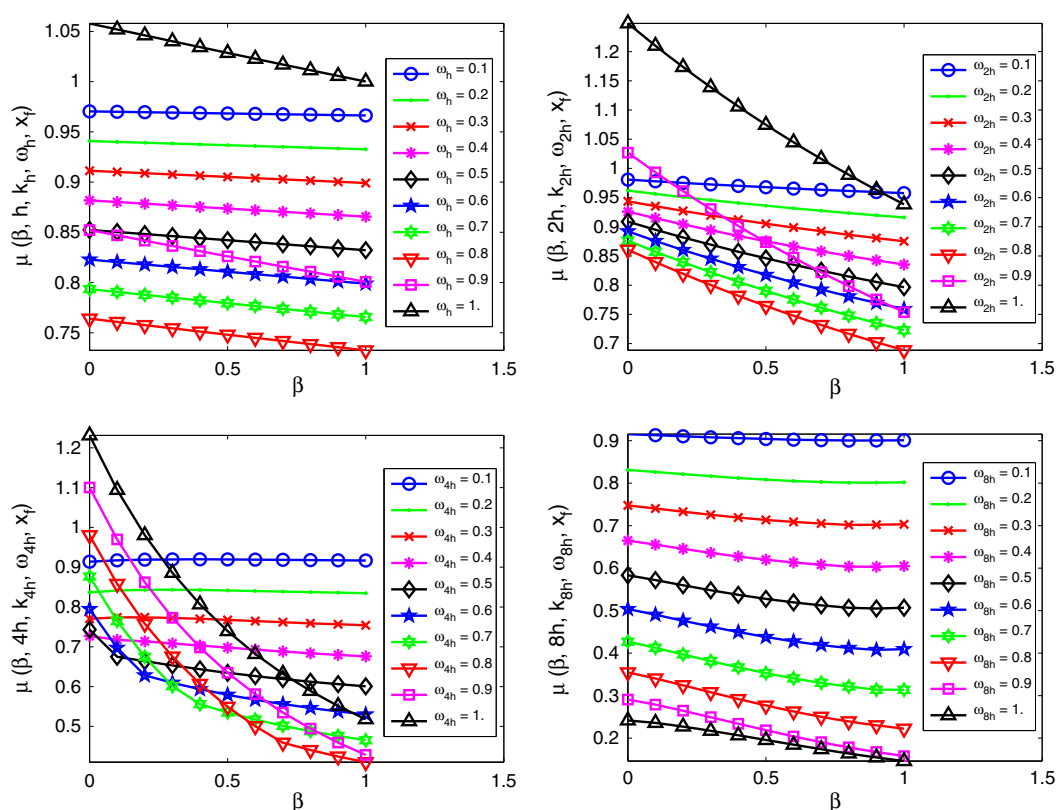 1.05
1
0.95
0.9
0.85
0.8
0.75
0
0.5
1
1.5
β
μ (β, h, k_h, ω_h, x_f)
ω_h = 0.1
ω_h = 0.2
ω_h = 0.3
ω_h = 0.4
ω_h = 0.5
ω_h = 0.6
ω_h = 0.7
ω_h = 0.8
ω_h = 0.9
ω_h = 1.
1.2
1.15
1.1
1.05
1
0.95
0.9
0.85
0.8
0.75
0.7
0
0.5
1
1.5
β
μ (β, 2h, k_2h, ω_2h, x_f)
ω_2h = 0.1
ω_2h = 0.2
ω_2h = 0.3
ω_2h = 0.4
ω_2h = 0.5
ω_2h = 0.6
ω_2h = 0.7
ω_2h = 0.8
ω_2h = 0.9
ω_2h = 1.
1.2
1.1
1
0.9
0.8
0.7
0.6
0.5
0
0.5
1
1.5
β
μ (β, 4h, k_4h, ω_4h, x_f)
ω_4h = 0.1
ω_4h = 0.2
ω_4h = 0.3
ω_4h = 0.4
ω_4h = 0.5
ω_4h = 0.6
ω_4h = 0.7
ω_4h = 0.8
ω_4h = 0.9
ω_4h = 1.
0.9
0.8
0.7
0.6
0.5
0.4
0.3
0.2
0
0.5
1
1.5
β
μ (β, 8h, k_8h, ω_8h, x_f)
ω_8h = 0.1
ω_8h = 0.2
ω_8h = 0.3
ω_8h = 0.4
ω_8h = 0.5
ω_8h = 0.6
ω_8h = 0.7
ω_8h = 0.8
ω_8h = 0.9
ω_8h = 1.